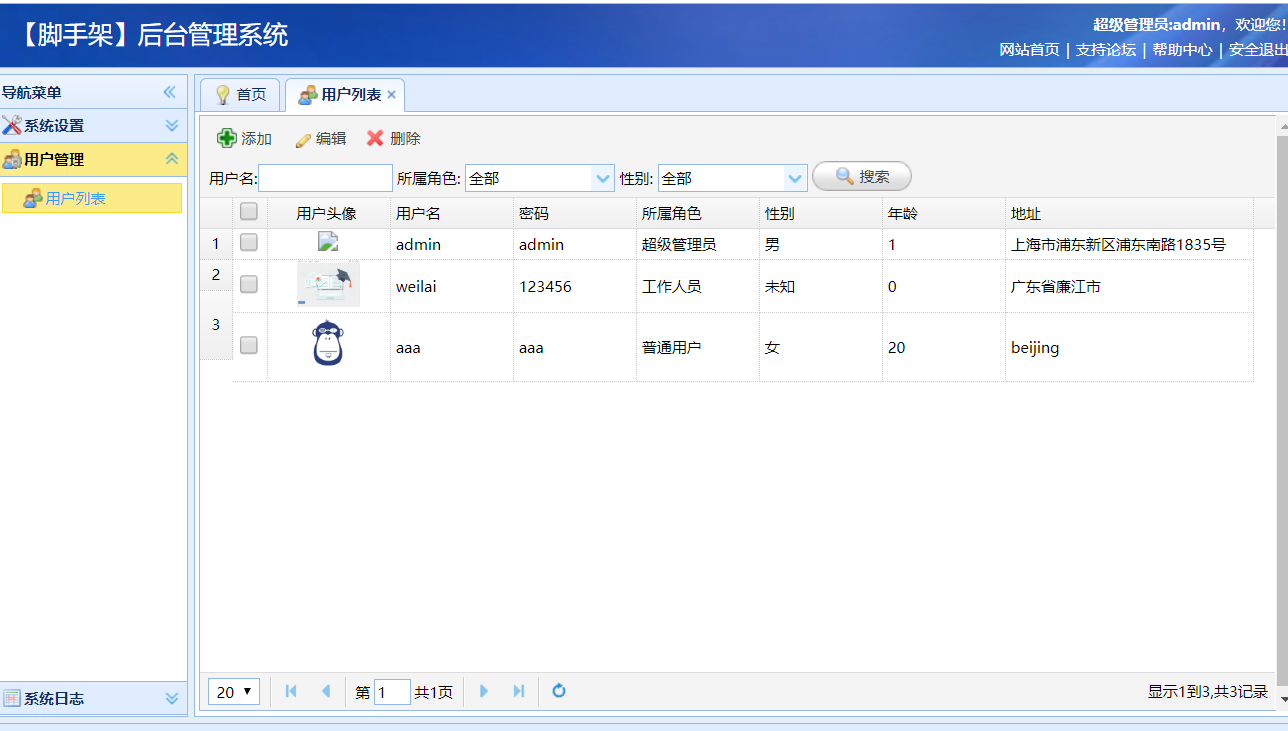 【脚手架】后台管理系统
超级管理员:admin，欢迎您！
网站首页 | 支持论坛 | 帮助中心 | 安全退出
导航菜单
系统设置
用户管理
用户列表
系统日志
首页 用户列表
添加 编辑 删除
用户名: 所属角色: 全部 性别: 全部 搜索
用户头像 用户名 密码 所属角色 性别 年龄 地址
1 admin admin 超级管理员 男 1 上海市浦东新区浦东南路1835号
2 weilai 123456 工作人员 未知 0 广东省廉江市
3 aaa aaa 普通用户 女 20 beijing
20 第 1 共1页 显示1到3,共3记录